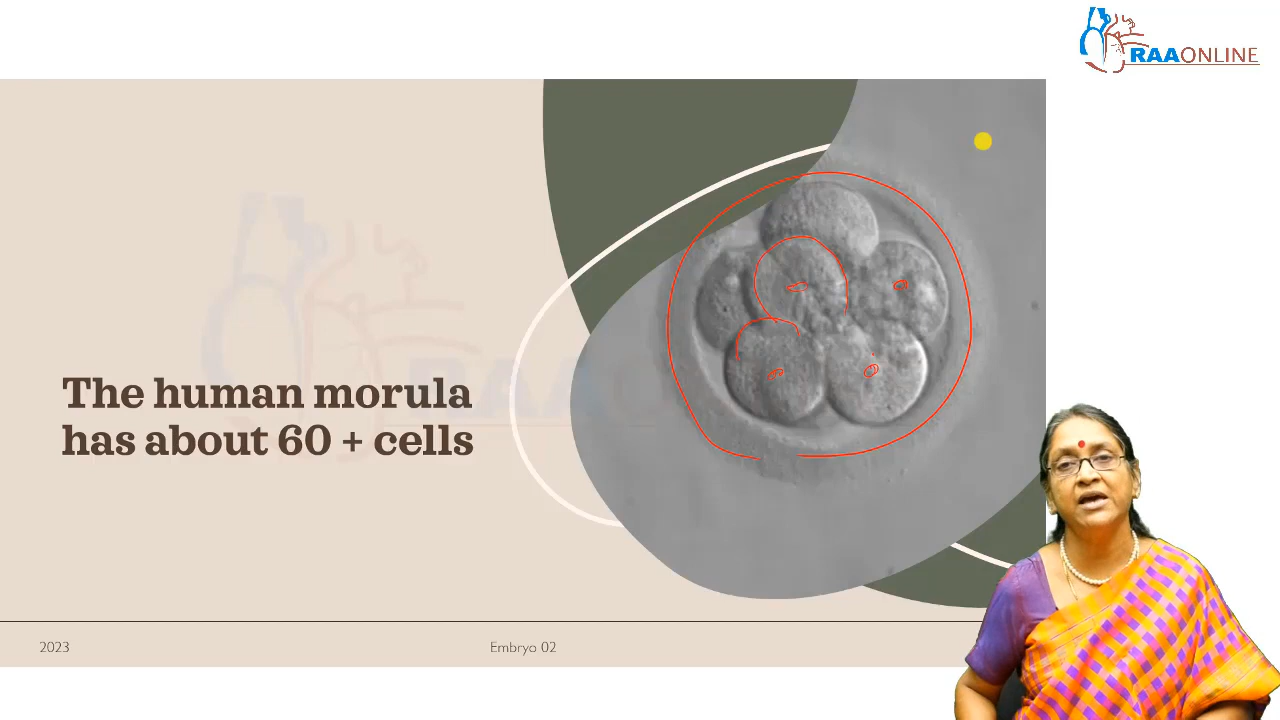 RAAONLINE
The human morula
has about 60 + cells
2023
Embryo 02